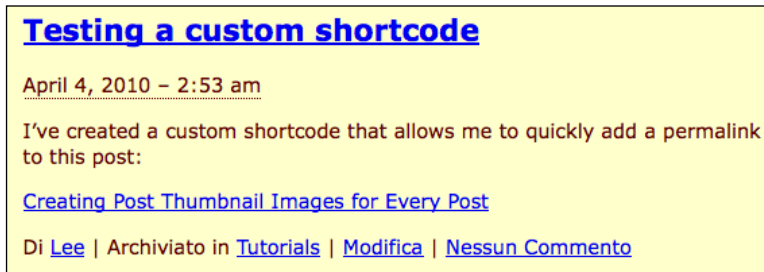 Testing a custom shortcode
April 4, 2010 – 2:53 am
I’ve created a custom shortcode that allows me to quickly add a permalink
to this post:
Creating Post Thumbnail Images for Every Post
Di Lee | Archiviato in Tutorials | Modifica | Nessun Commento